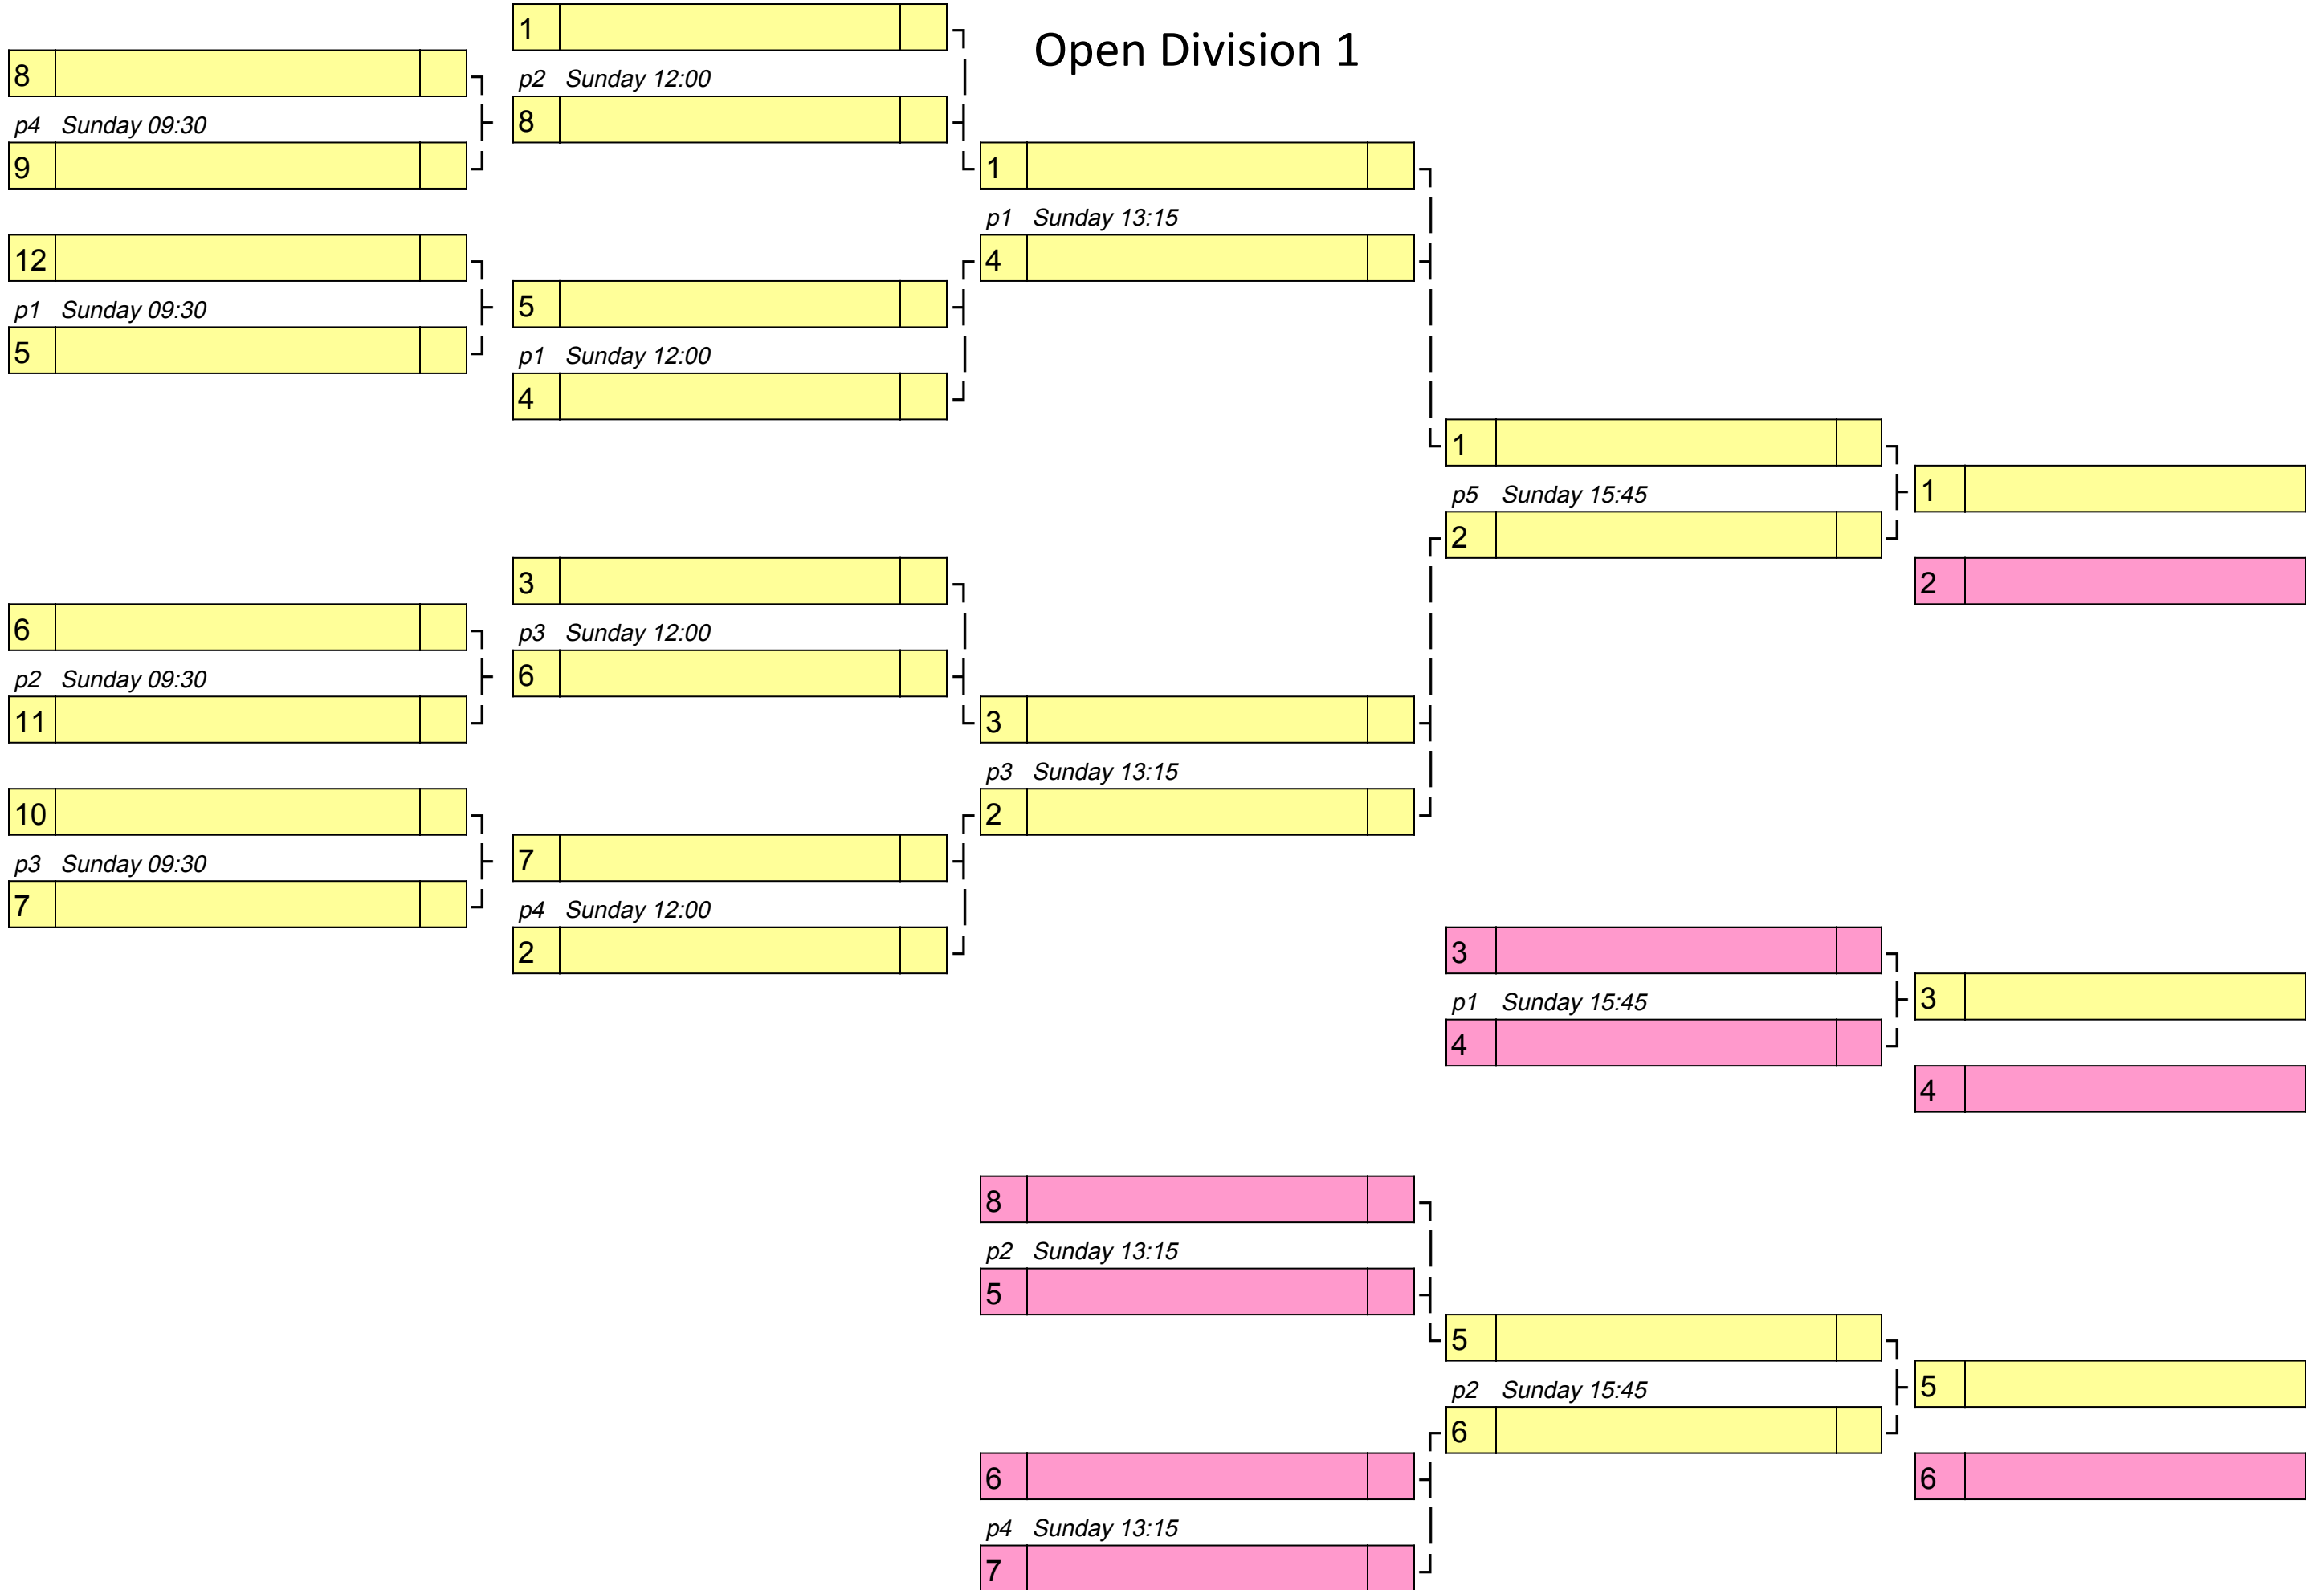 Open Division 1
8
p4 Sunday 09:30
9
12
p1 Sunday 09:30
5
6
p2 Sunday 09:30
11
10
p3 Sunday 09:30
7
1
p2 Sunday 12:00
8
5
p1 Sunday 12:00
4
3
p3 Sunday 12:00
6
7
p4 Sunday 12:00
2
1
p1 Sunday 13:15
4
3
p3 Sunday 13:15
2
8
p2 Sunday 13:15
5
6
p4 Sunday 13:15
7
1
p5 Sunday 15:45
2
3
p1 Sunday 15:45
4
5
p2 Sunday 15:45
6
1
2
3
4
5
6